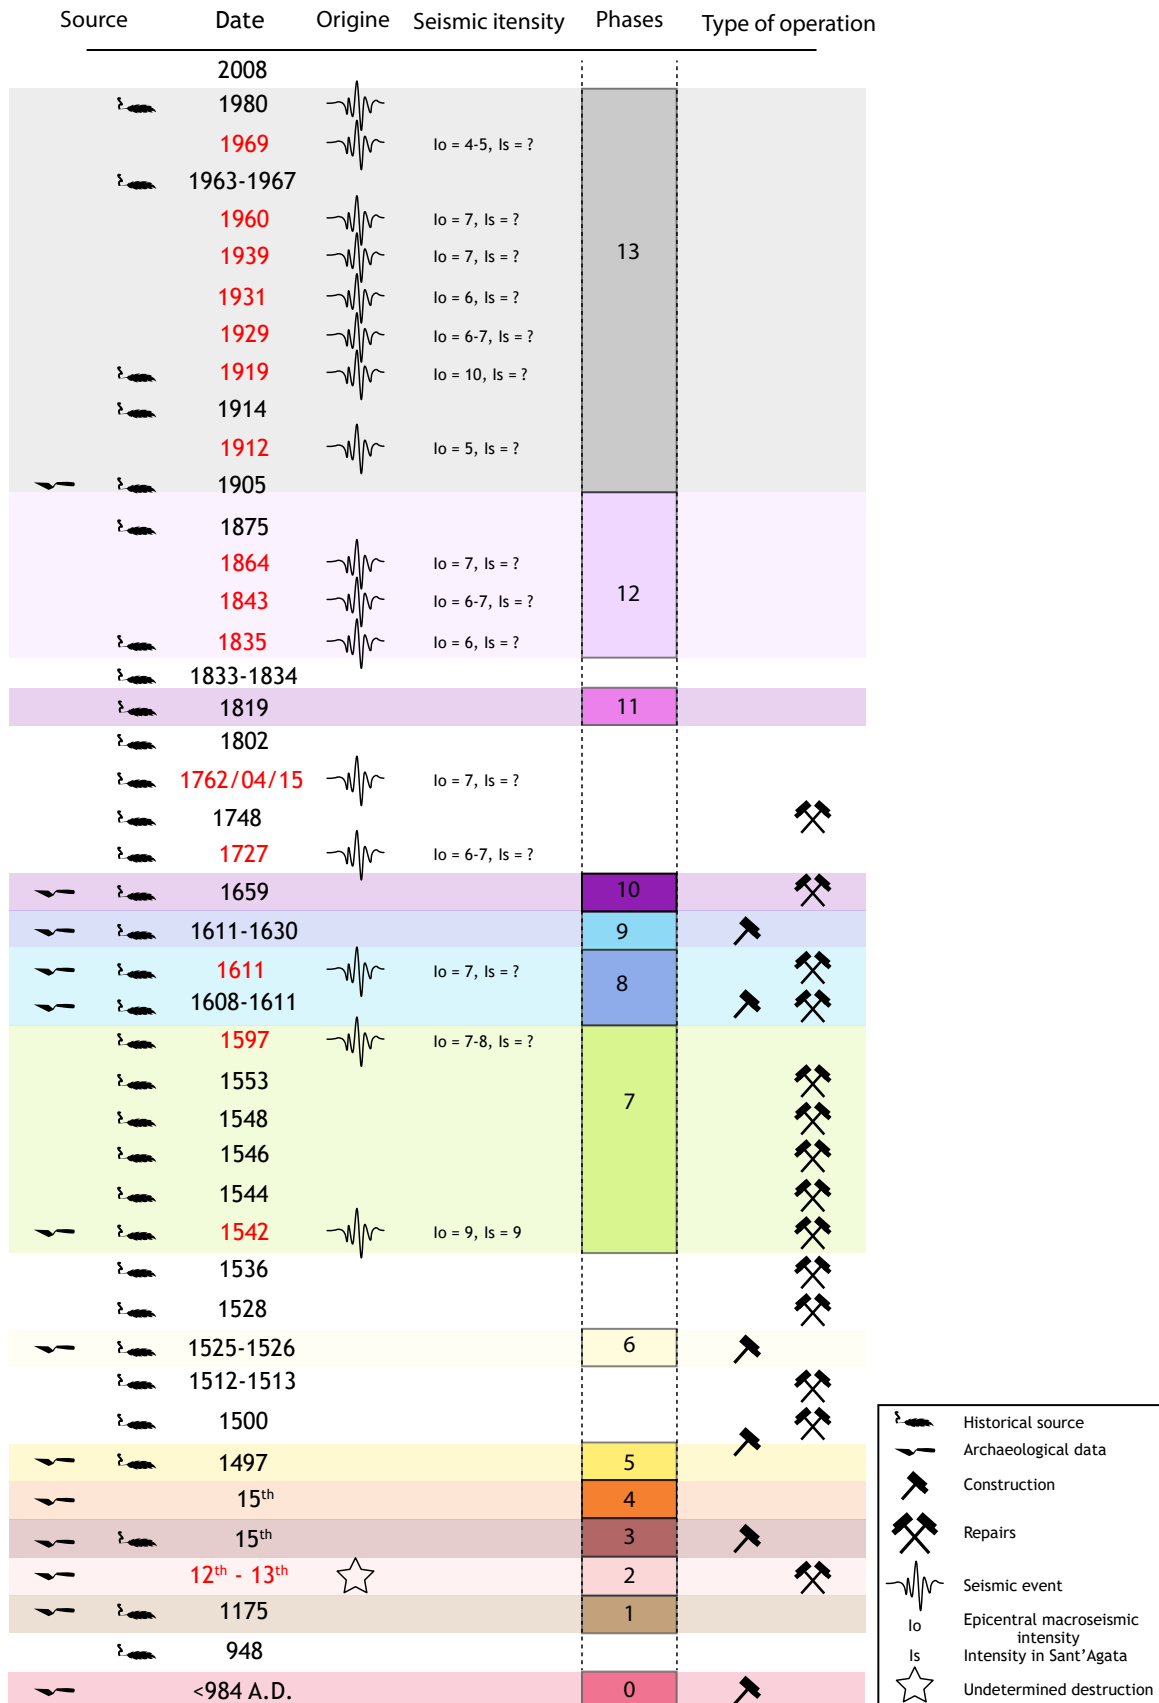 Source Date Origine Seismic itensity Phases Type of operation
2008
1980
1969 Io = 4-5, Is = ?
1963-1967
1960 Io = 7, Is = ?
13
1939 Io = 7, Is = ?
1931 Io = 6, Is = ?
1929 Io = 6-7, Is = ?
1919 Io = 10, Is = ?
1914
1912 Io = 5, Is = ?
1905
1875
1864 Io = 7, Is = ?
12
1843 Io = 6-7, Is = ?
1835 Io = 6, Is = ?
1833-1834
1819 11
1802
1762/04/15 Io = 7, Is = ?
1748
1727 Io = 6-7, Is = ?
1659 10
1611-1630 9
1611 Io = 7, Is = ?
8
1608-1611
1597 Io = 7-8, Is = ?
1553
7
1548
1546
1544
1542 Io = 9, Is = 9
1536
1528
1525-1526 6
1512-1513
1500
1497 5
15th 4
15th 3
12th - 13th 2
1175 1
948
<984 A.D. 0
Historical source
Archaeological data
Construction
Repairs
Seismic event
Io Epicentral macroseismic
intensity
Is Intensity in Sant'Agata
Undetermined destruction